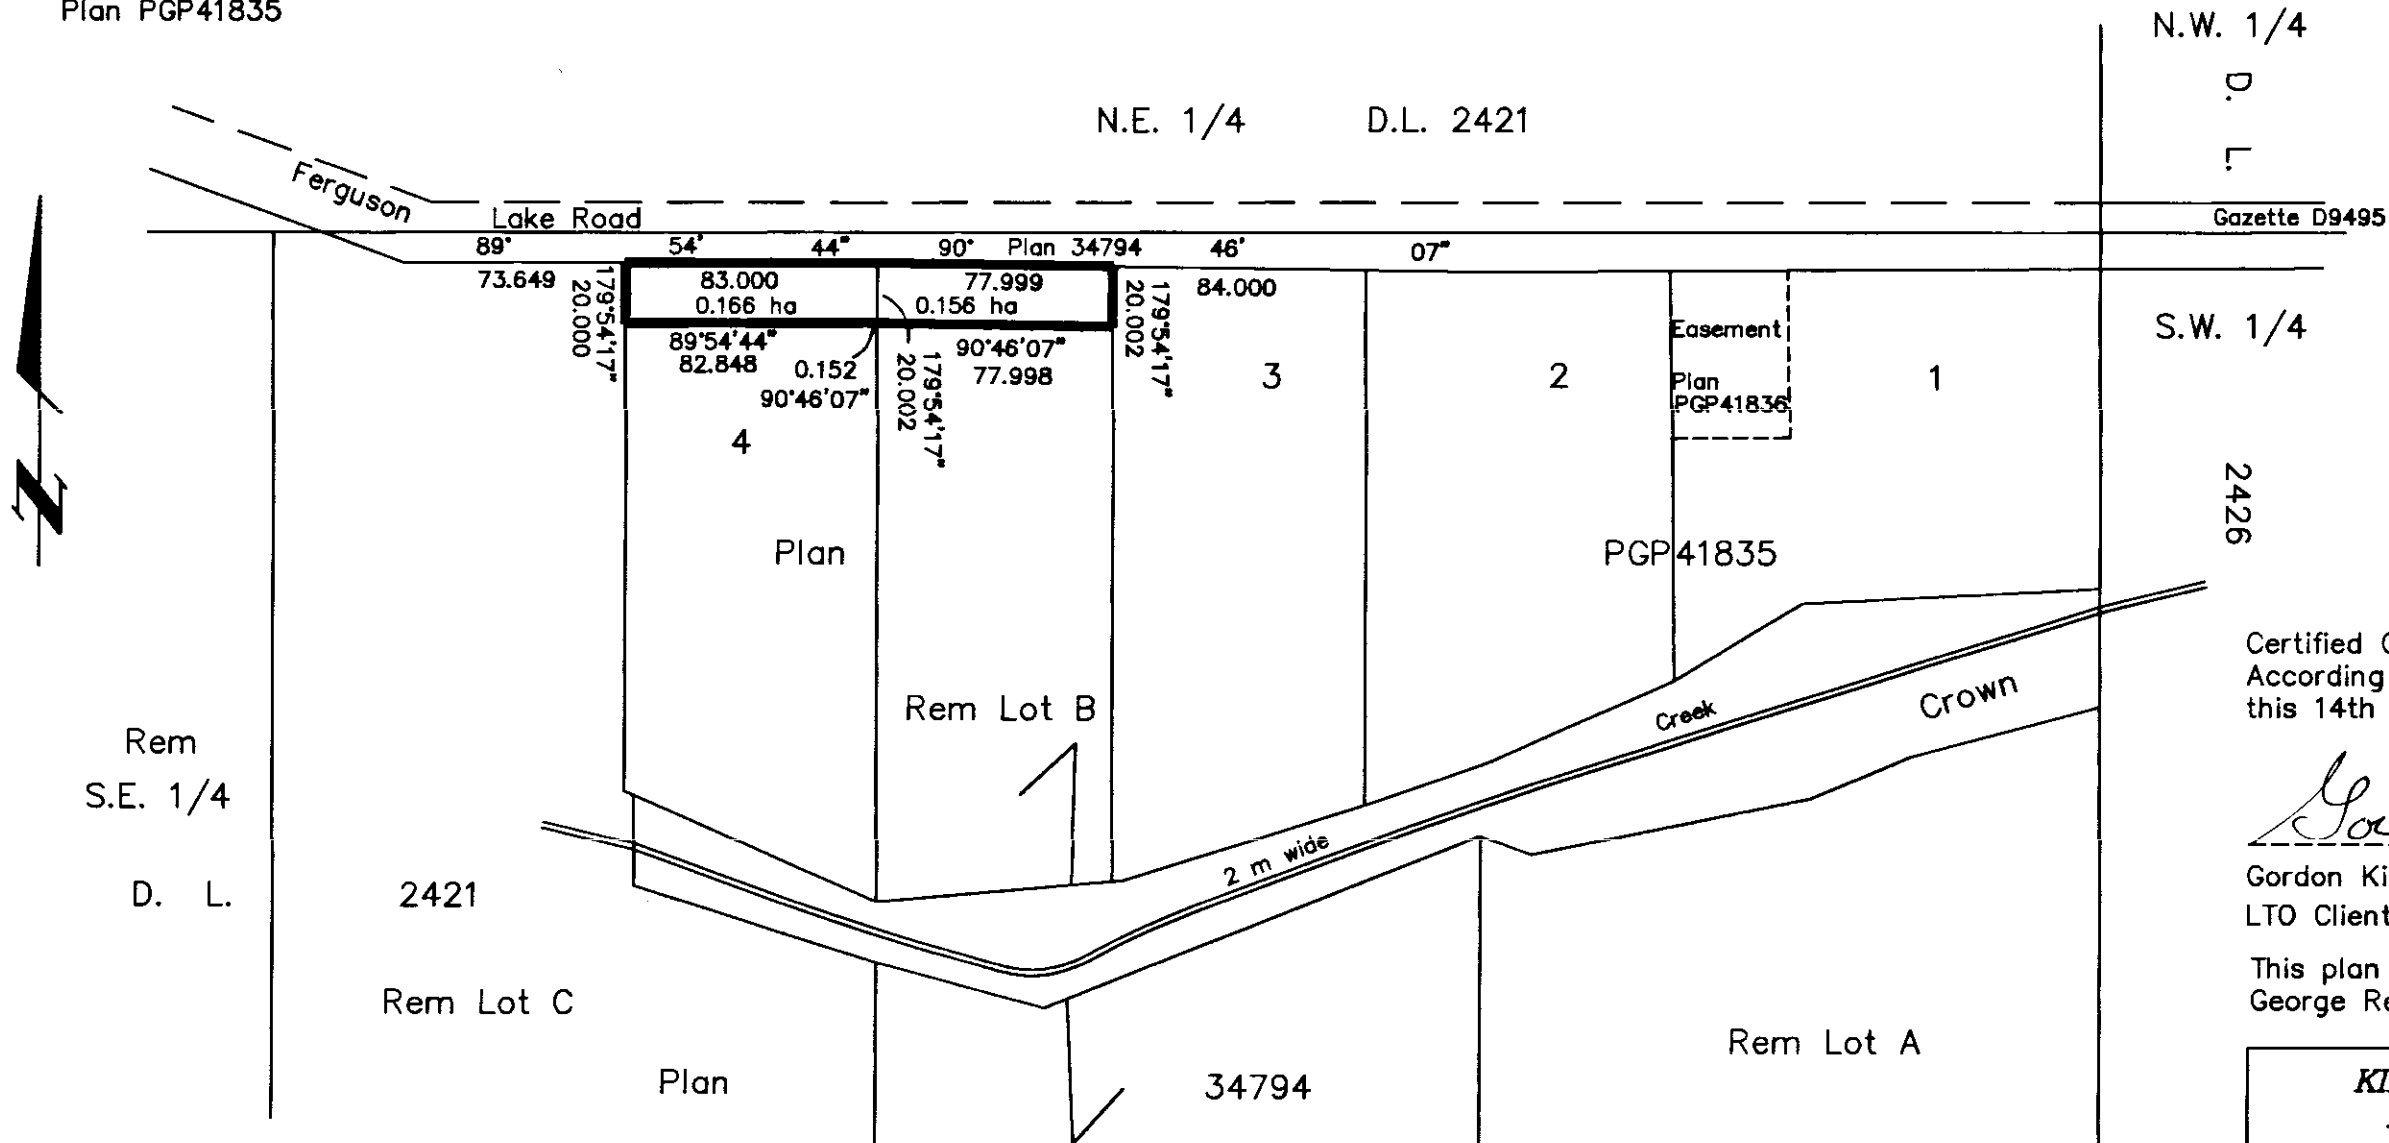 Plan PGP41835
N.W. 1/4
D. L.
N.E. 1/4 D.L. 2421
Ferguson
Lake Road
Gazette D9495
89° 54' 44" 90° Plan 34794 46' 07"
73.649
179°54'17"
20.000
83.000
0.166 ha
77.999
0.156 ha
179°54'17"
20.002
84.000
89°54'44"
82.848
0.152
90°46'07"
179°54'17"
20.002
90°46'07"
77.998
Easement
Plan
PGP41836
S.W. 1/4
4
3
2
1
N
2426
Plan
PGP41835
Rem Lot B
Creek
Crown
2 m wide
Rem
S.E. 1/4
D. L. 2421
Rem Lot C
Rem Lot A
Plan 34794
Certified
According
this 14th
Gordon Ki
LTO Client
This plan
George Re
KI